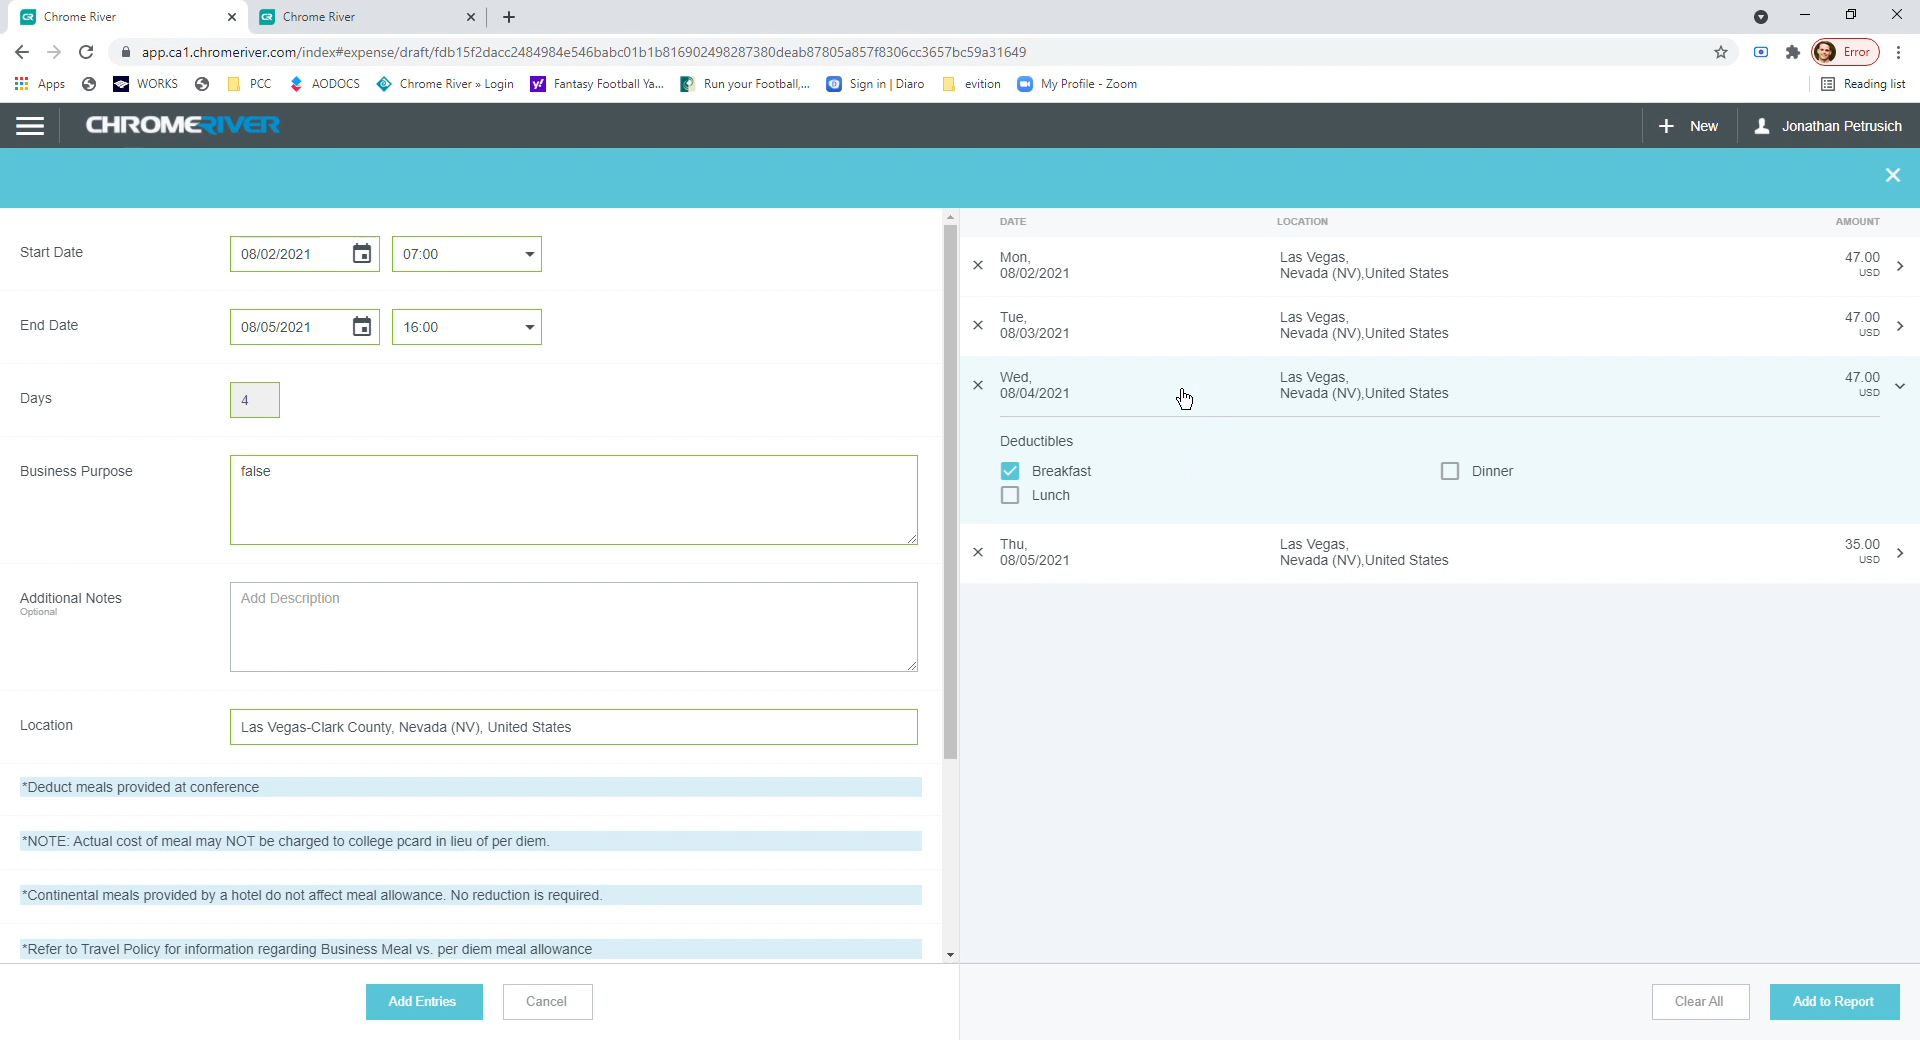 Chrome River
Chrome River
app.ca1.chromeriver.com/index#expense/draft/fdb15f2dacc2484984e546babc01b1b816902498287380deab87805a857f8306cc3657bc59a31649
Error
Apps
WORKS
PCC
AODOCS
Chrome River » Login
Fantasy Football Ya...
Run your Football,...
Sign in | Diaro
evition
My Profile - Zoom
Reading list
CHROMERIVER
New
Jonathan Petrusich
Start Date
08/02/2021
07:00
End Date
08/05/2021
16:00
Days
4
Business Purpose
false
Additional Notes
Optional
Add Description
Location
Las Vegas-Clark County, Nevada (NV), United States
*Deduct meals provided at conference
*NOTE: Actual cost of meal may NOT be charged to college pcard in lieu of per diem.
*Continental meals provided by a hotel do not affect meal allowance. No reduction is required.
*Refer to Travel Policy for information regarding Business Meal vs. per diem meal allowance
Add Entries
Cancel
DATE
LOCATION
AMOUNT
Mon,
08/02/2021
Las Vegas,
Nevada (NV),United States
47.00
USD
Tue,
08/03/2021
Las Vegas,
Nevada (NV),United States
47.00
USD
Wed,
08/04/2021
Las Vegas,
Nevada (NV),United States
47.00
USD
Deductibles
Breakfast
Dinner
Lunch
Thu,
08/05/2021
Las Vegas,
Nevada (NV),United States
35.00
USD
Clear All
Add to Report